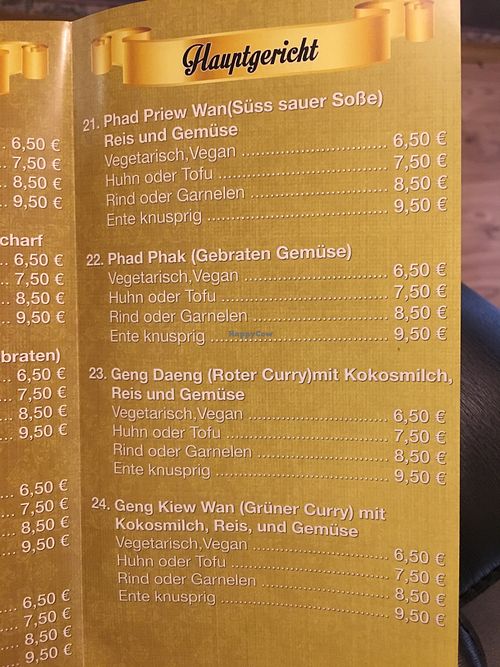 Hauptgericht
6,50 €
7,50 €
8,50 €
9,50 €
charf
6,50 €
7,50 €
8,50 €
9,50 €
braten)
6,50 €
7,50 €
8,50 €
9,50 €
6,50 €
7,50 €
8,50 €
9,50 €
6,50 €
7,50 €
8,50 €
9,50 €
21. Phad Priew Wan(Süss sauer Soße)
Reis und Gemüse
Vegetarisch,Vegan ........ 6,50 €
Huhn oder Tofu ........ 7,50 €
Rind oder Garnelen ........ 8,50 €
Ente knusprig ........ 9,50 €
22. Phad Phak (Gebraten Gemüse)
Vegetarisch,Vegan ........ 6,50 €
Huhn oder Tofu ........ 7,50 €
Rind oder Garnelen ........ 8,50 €
Ente knusprig ........ 9,50 €
HappyCow
23. Geng Daeng (Roter Curry)mit Kokosmilch,
Reis und Gemüse
Vegetarisch,Vegan ........ 6,50 €
Huhn oder Tofu ........ 7,50 €
Rind oder Garnelen ........ 8,50 €
Ente knusprig ........ 9,50 €
24. Geng Kiew Wan (Grüner Curry) mit
Kokosmilch, Reis, und Gemüse
Vegetarisch,Vegan ........ 6,50 €
Huhn oder Tofu ........ 7,50 €
Rind oder Garnelen ........ 8,50 €
Ente knusprig ........ 9,50 €